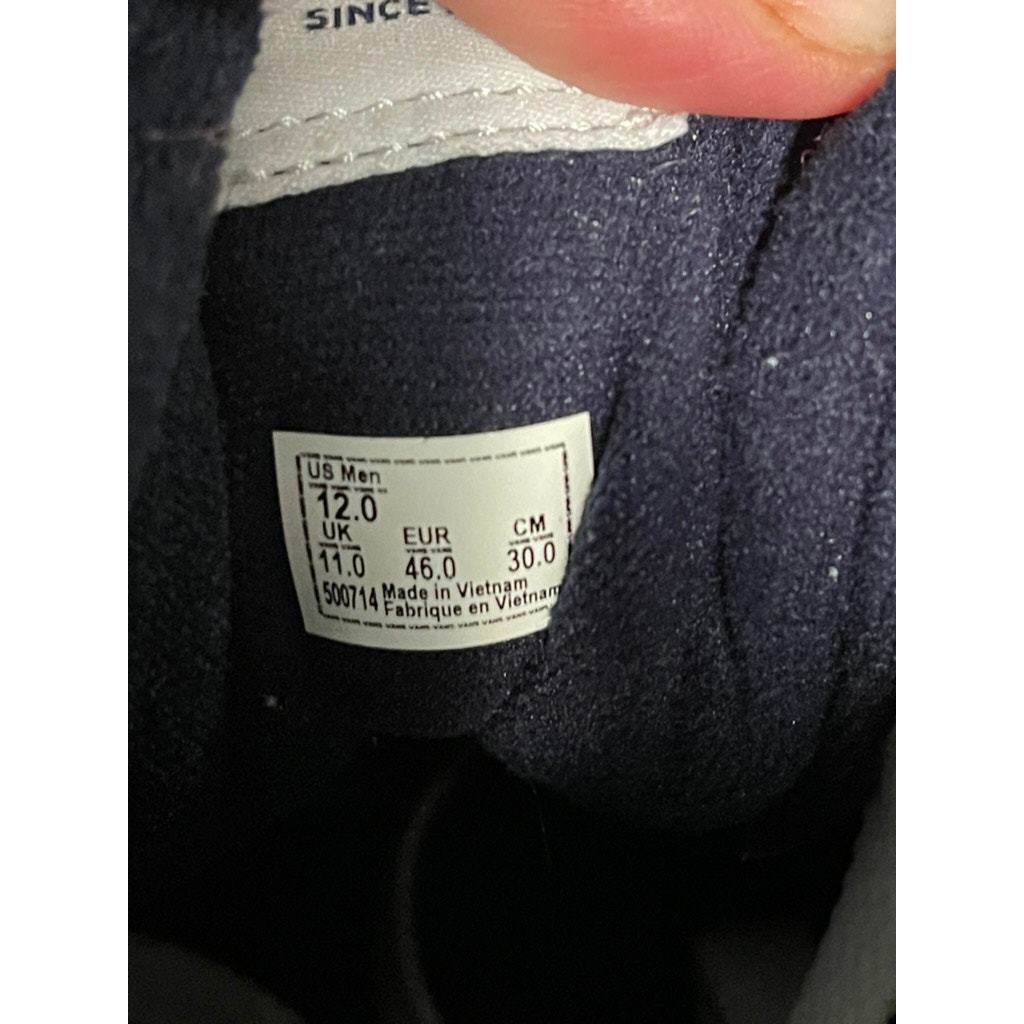 SINCE
US Men
12.0
UK EUR CM
11.0 46.0 30.0
500714 Made in Vietnam
Fabrique en Vietnam